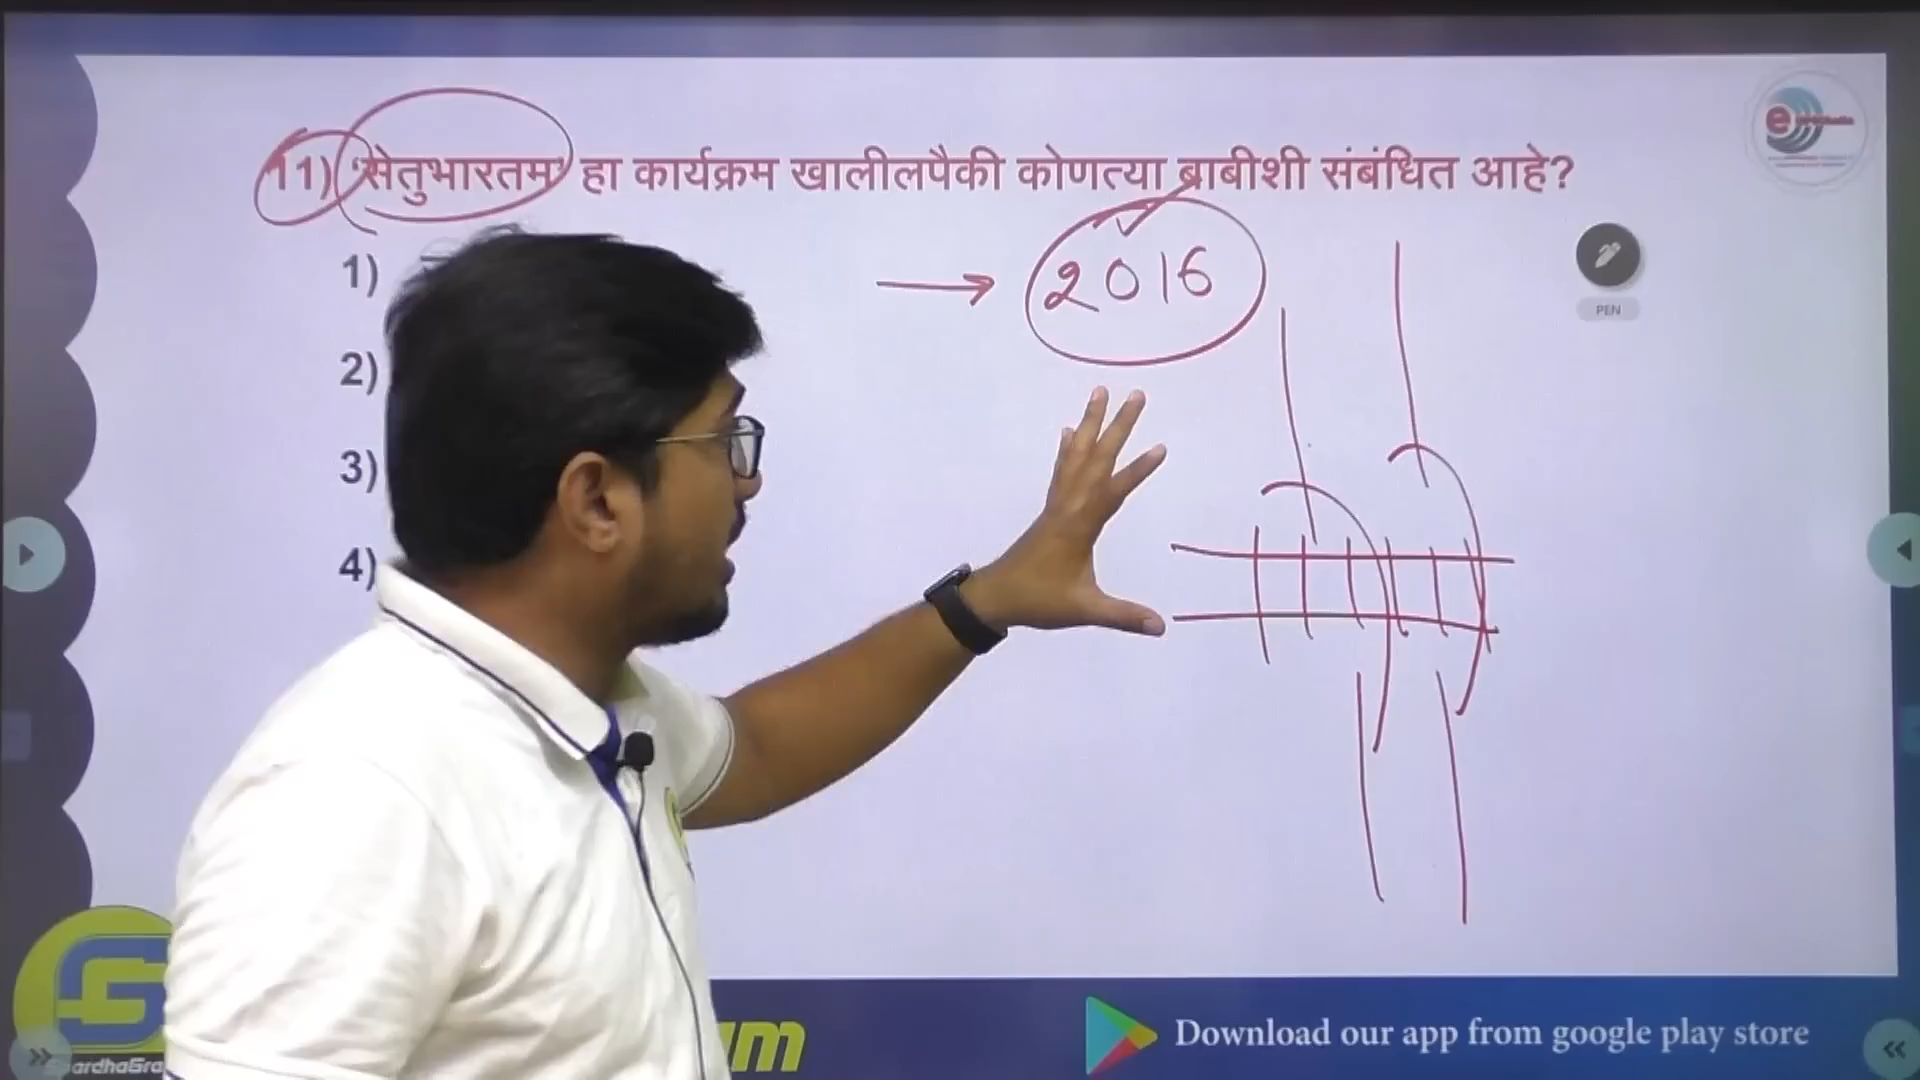 11) 'सेतुभारतम' हा कार्यक्रम खालीलपैकी कोणत्या बाबीशी संबंधित आहे?
1)
2016
PEN
2)
3)
4)
Download our app from google play store